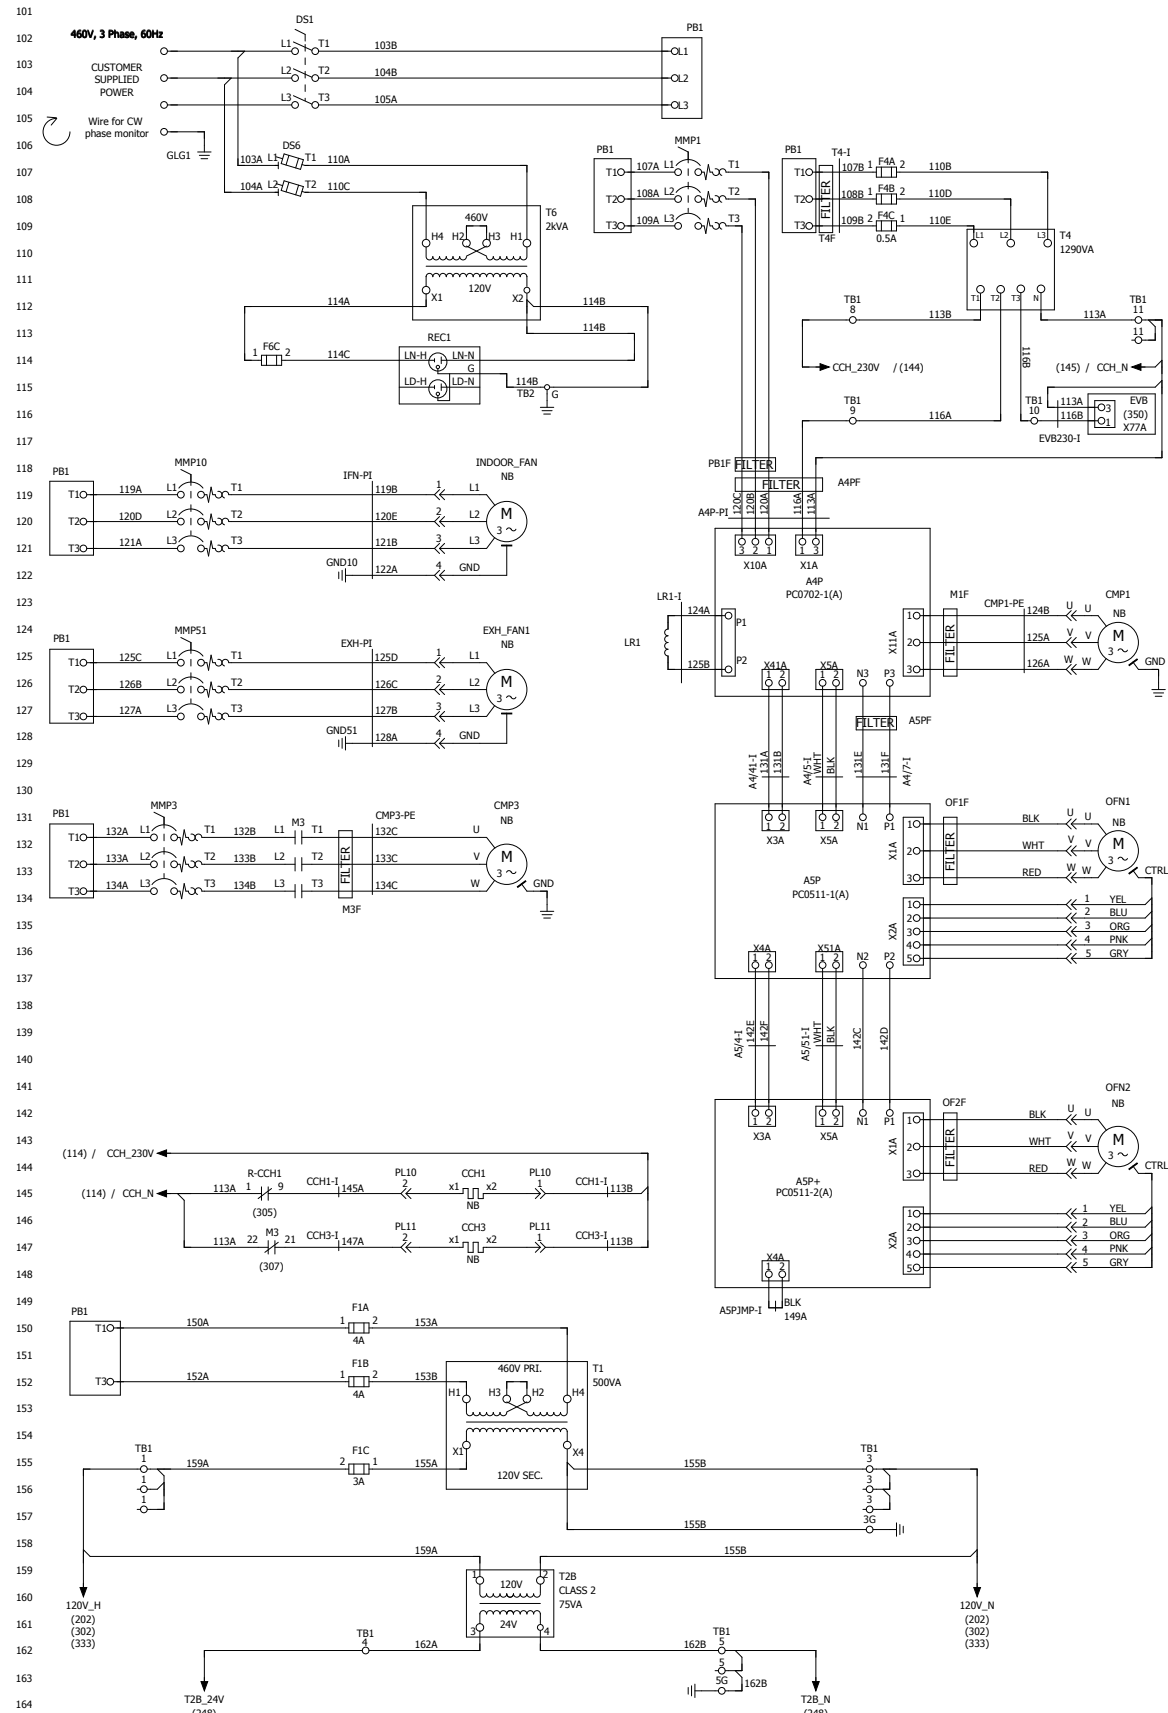 101
DS1
102
460V, 3 Phase, 60Hz
PB1
L1 T1 103B L1
103
CUSTOMER
SUPPLIED
POWER
L2 T2 104B L2
104
L3 T3 105A L3
105
Wire for CW
phase monitor
106
GLG1
DS6
MMP1
PB1
PB1
T4-I
103A L1 T1 110A
107
T1 107A L1 T1
T1 107B 1 F4A 2 110B
104A L2 T2 110C
108
T2 108A L2 T2
T2 108B 1 F4B 2 110D
T6
2kVA
460V
109
T3 109A L3 T3
T3 109B 2 F4C 1 110E
FILTER
T4F
0.5A
H4 H2 H3 H1
L1 L2 L3
T4
1290VA
110
111
120V
X1 X2
T1 T2 T3 N
112
114A
114B
TB1
8
113B
113A
TB1
11
11
113
114B
REC1
116B
114
1 F6C 2 114C
LN-H LN-N
G
CCH_230V / (144)
(145) / CCH_N
115
LD-H LD-N
114B
TB2
G
TB1
9
116A
TB1
10
113A 3
116B 1
EVB
(350)
X77A
116
EVB230-I
117
118
PB1
MMP10
INDOOR_FAN
NB
IFN-PI
PB1F
FILTER
FILTER
A4PF
119
T1 119A L1 T1 119B 1 L1
120
T2 120D L2 T2 120E 2 L2
M
3 ~
121
T3 121A L3 T3 121B 3 L3
120C 120B 120A 116A 113A
A4P-PI
122
GND10
122A 4 GND
3 2 1
1 3
X10A
X1A
A4P
PC0702-1(A)
123
LR1-I
124A
P1
LR1
P2
125B
X11A
1 2 3
M1F
FILTER
CMP1-PE
124B U U
125A V V
126A W W
CMP1
NB
M
3 ~
GND
124
PB1
MMP51
EXH_FAN1
NB
EXH-PI
125
T1 125C L1 T1 125D 1 L1
126
T2 126B L2 T2 126C 2 L2
M
3 ~
127
T3 127A L3 T3 127B 3 L3
X41A
1 2
X5A
1 2
N3 P3
128
GND51
128A 4 GND
FILTER
A5PF
129
A4/41-I 131A 131B
A4/5-I WHT BLK
131E 131F A4/7-I
130
131
PB1
MMP3
M3
CMP3-PE
CMP3
NB
132
T1 132A L1 T1 132B L1 T1 132C U
133
T2 133A L2 T2 133B L2 T2 133C V
M
3 ~
134
T3 134A L3 T3 134B L3 T3 134C W
FILTER
M3F
GND
1 2
X3A
1 2
X5A
N1 P1
A5P
PC0511-1(A)
X1A
1 2 3
OF1F
FILTER
BLK U U
WHT V V
RED W W
OFN1
NB
M
3 ~
CTRL
X2A
1 1 YEL
2 2 BLU
3 3 ORG
4 4 PNK
5 5 GRY
135
136
X4A
1 2
X51A
1 2
N2 P2
137
138
139
A5/4-I 142E 142F
A5/51-I WHT BLK
142C 142D
140
141
142
1 2
X3A
1 2
X5A
N1 P1
A5P+
PC0511-2(A)
X1A
1 2 3
OF2F
FILTER
BLK U U
WHT V V
RED W W
OFN2
NB
M
3 ~
CTRL
X2A
1 1 YEL
2 2 BLU
3 3 ORG
4 4 PNK
5 5 GRY
143
(114) / CCH_230V
144
R-CCH1
PL10
CCH1
PL10
145
(114) / CCH_N
113A 1 9 CCH1-I 145A 2 x1 x2 1 CCH1-I 113B
(305)
NB
146
M3
PL11
CCH3
PL11
147
113A 22 21 CCH3-I 147A 2 x1 x2 1 CCH3-I 113B
(307)
NB
148
X4A
1 2
149
A5PJMP-I
BLK
149A
PB1
150
T1 150A 1 F1A 2 153A
4A
151
152
T3 152A 1 F1B 2 153B
4A
460V PRI.
T1
500VA
H1 H3 H2 H4
153
154
X1 X4
155
TB1
1
1
1
159A 2 F1C 1 155A
3A
120V SEC.
155B
TB1
3
3
3
3G
156
157
155B
158
159A
155B
159
1 2
120V
T2B
CLASS 2
75VA
160
120V_H
(202)
(302)
(333)
120V_N
(202)
(302)
(333)
161
24V
3 4
162
TB1
4
162A
162B
TB1
5
5
5G
162B
163
164
T2B_24V
T2B_N